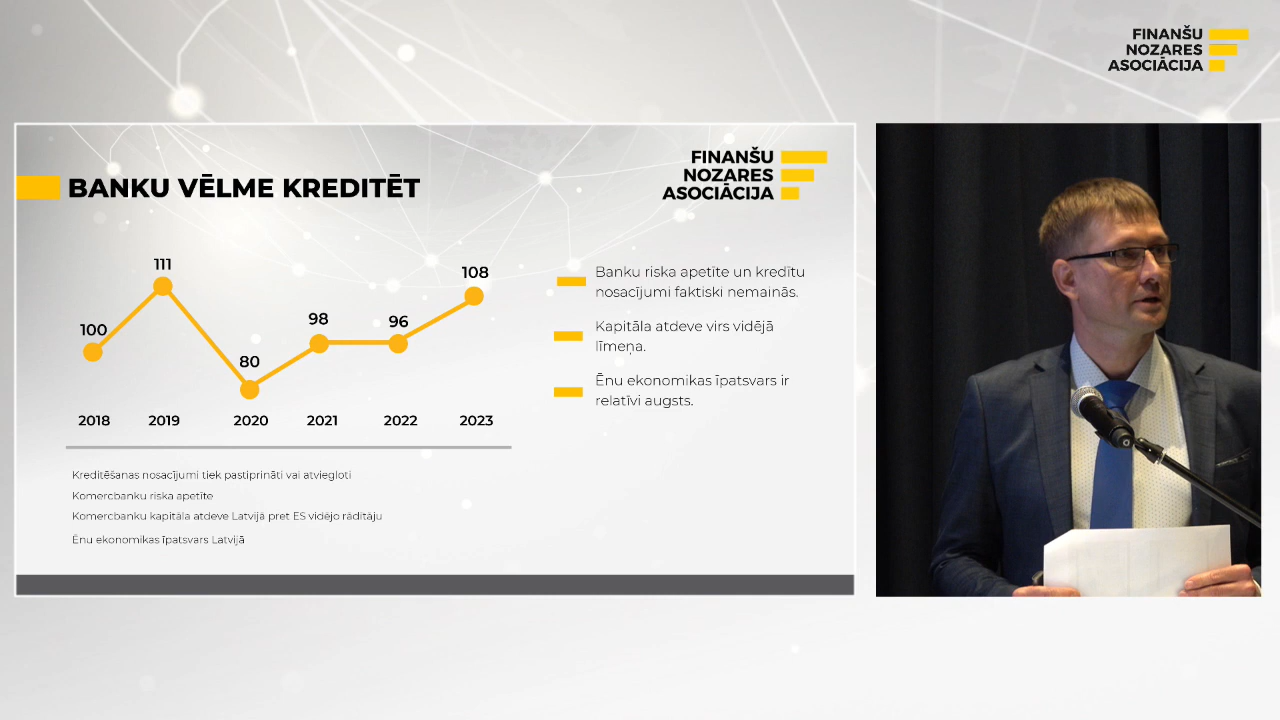 FINANŠU
NOZARES
ASOCIĀCIJA
FINANŠU
NOZARES
ASOCIĀCIJA
BANKU VĒLME KREDITĒT
111
108
100
98
96
80
2018 2019 2020 2021 2022 2023
Kreditēšanas nosacījumi tiek pastiprināti vai atviegloti
Komercbanku riska apetīte
Komercbanku kapitāla atdeve Latvijā pret ES vidējo rādītāju
Ēnu ekonomikas īpatsvars Latvijā
Banku riska apetīte un kredītu
nosacījumi faktiski nemainās.
Kapitāla atdeve virs vidējā
līmeņa.
Ēnu ekonomikas īpatsvars ir
relatīvi augsts.